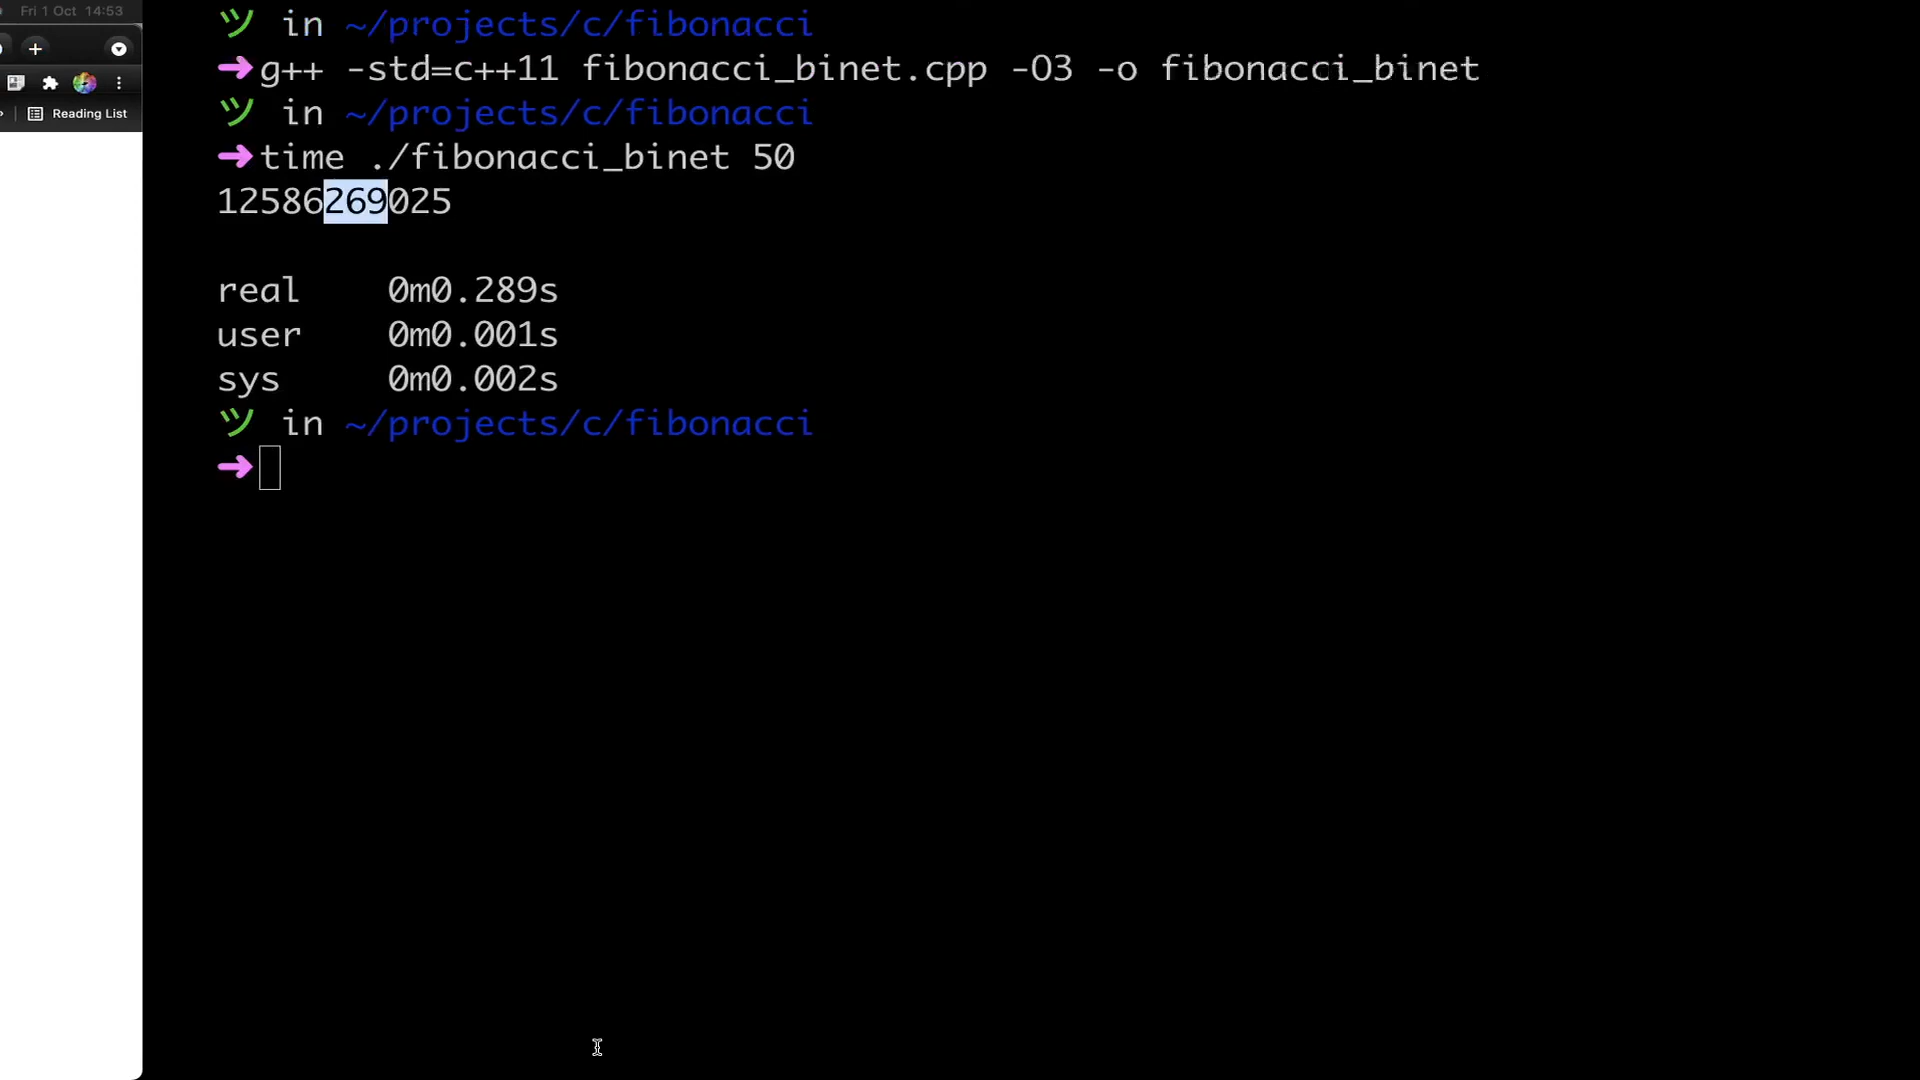 Fri 1 Oct 14:53
Reading List
ツ in ~/projects/c/fibonacci
➜g++ -std=c++11 fibonacci_binet.cpp -O3 -o fibonacci_binet
ツ in ~/projects/c/fibonacci
➜time ./fibonacci_binet 50
12586269025
real 0m0.289s
user 0m0.001s
sys 0m0.002s
ツ in ~/projects/c/fibonacci
➜